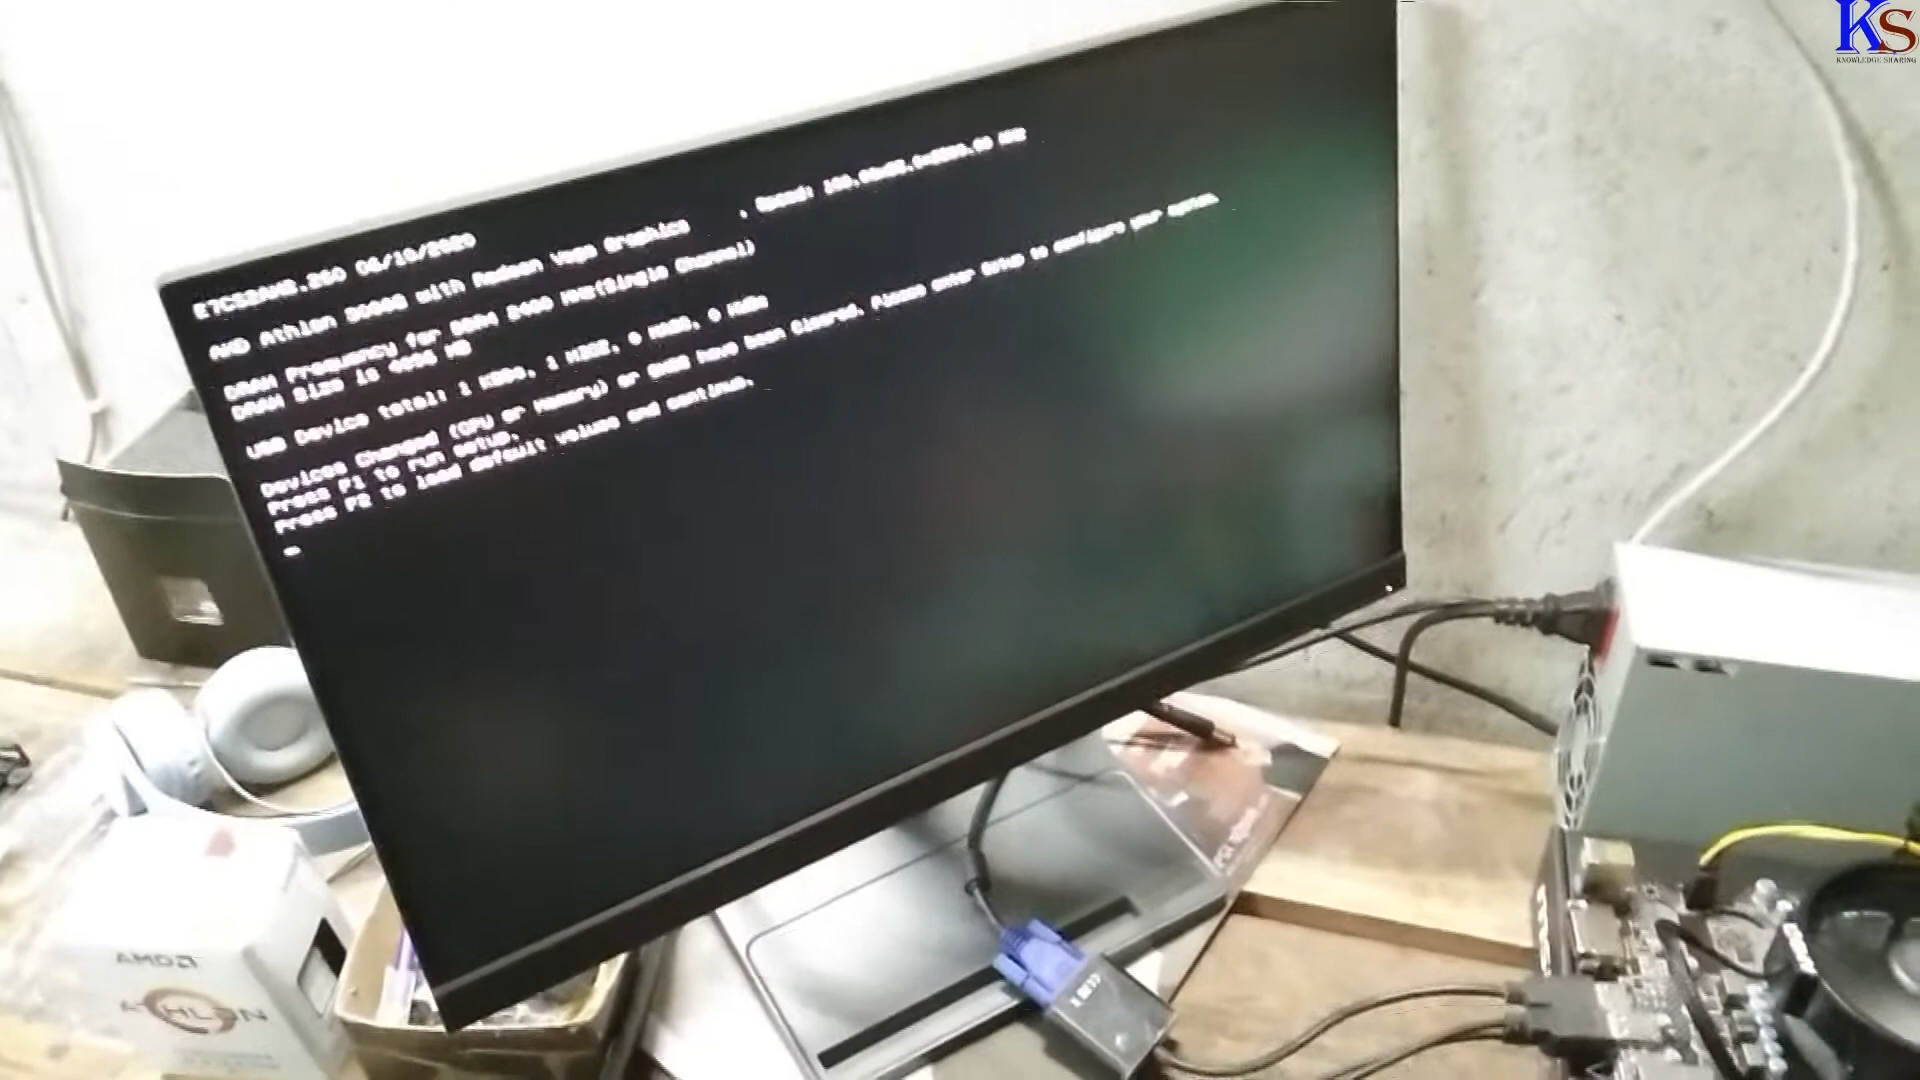 E7C52AMS.260 06/10/2020
AMD Athlon 3000G with Radeon Vega Graphics , Speed:
DRAM Frequency for DDR4 2400 MHz(Single Channel)
DRAM Size is 4096 MB
USB Device total: 1 KBDs, 1 MICE, 0 MASS, 0 HUBs
Devices Changed (CPU or Memory) or CMOS have been Cleared. Please enter Setup to configure your system.
Press F1 to run setup.
Press F2 to load default values and continue.
KS
KNOWLEDGE SHARING
AMD
ATHLON